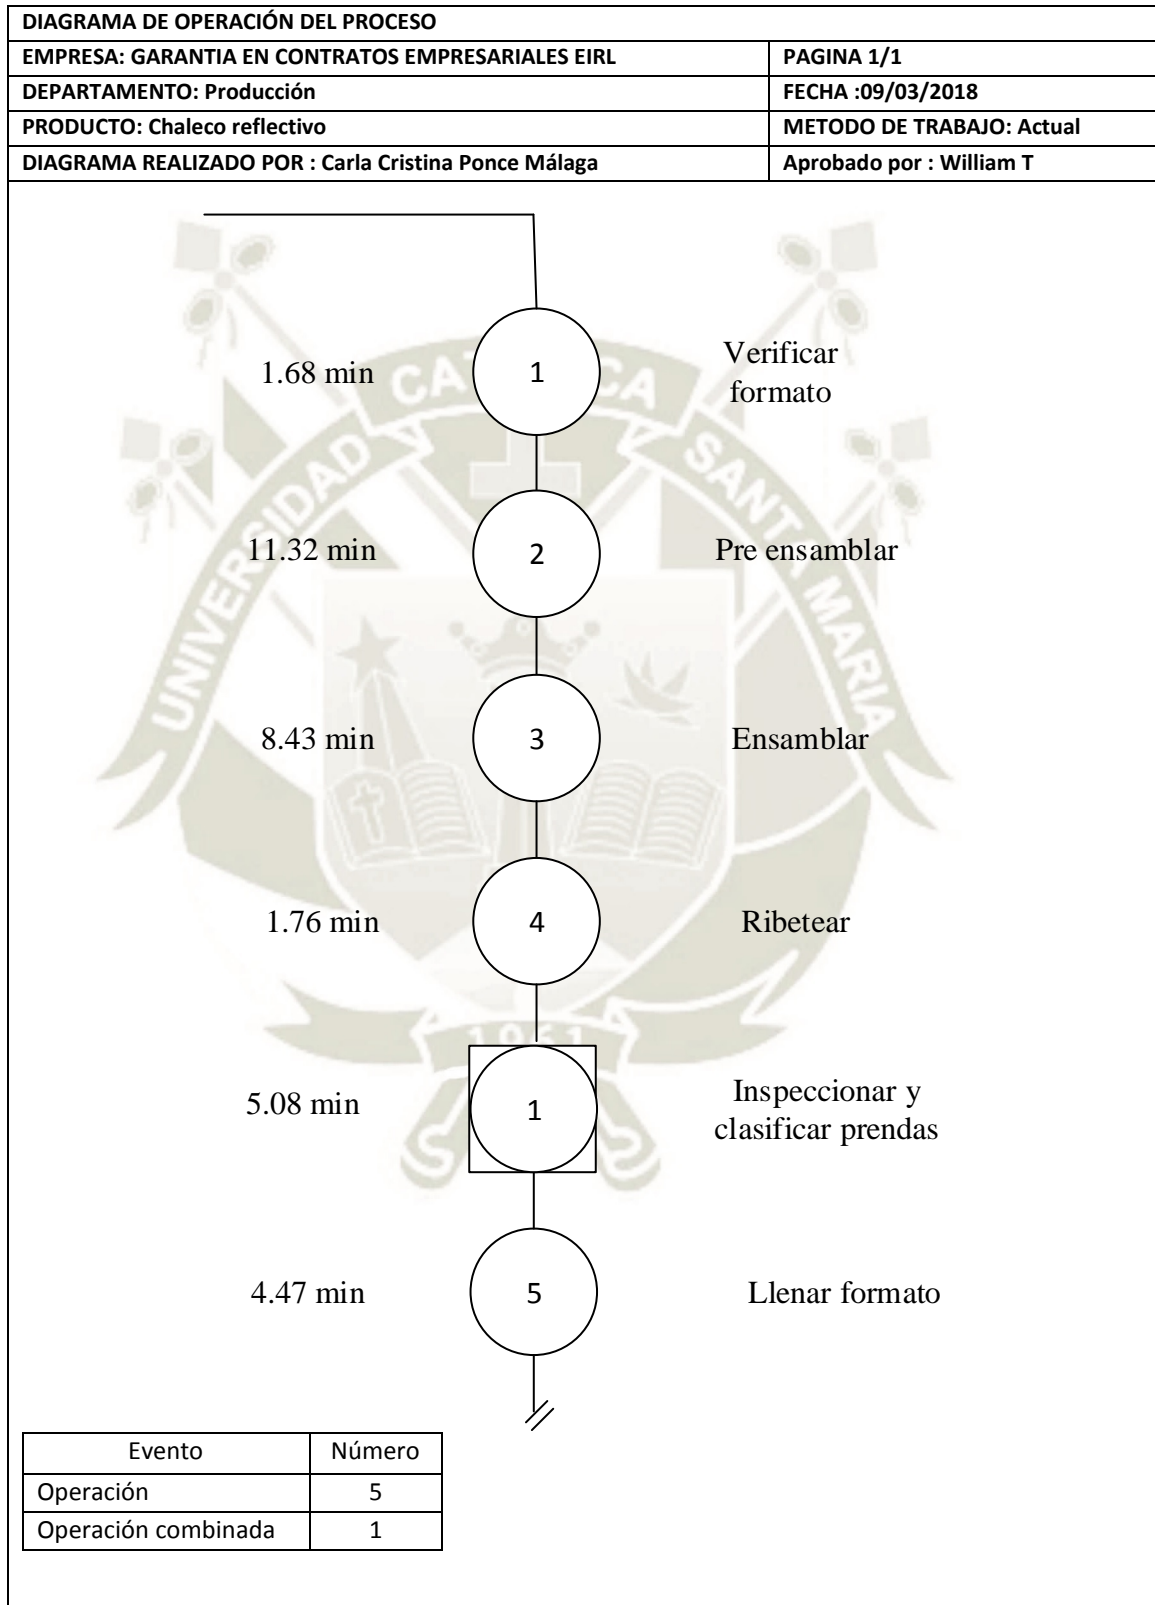 DIAGRAMA DE OPERACIÓN DEL PROCESO
EMPRESA: GARANTIA EN CONTRATOS EMPRESARIALES EIRL
PAGINA 1/1
DEPARTAMENTO: Producción
FECHA :09/03/2018
PRODUCTO: Chaleco reflectivo
METODO DE TRABAJO: Actual
DIAGRAMA REALIZADO POR : Carla Cristina Ponce Málaga
Aprobado por : William T
1.68 min
1
Verificar
formato
11.32 min
2
Pre ensamblar
8.43 min
3
Ensamblar
1.76 min
4
Ribetear
5.08 min
1
Inspeccionar y
clasificar prendas
4.47 min
5
Llenar formato
Evento
Número
Operación
5
Operación combinada
1
UNIVERSIDAD
SANTA MARIA
1961